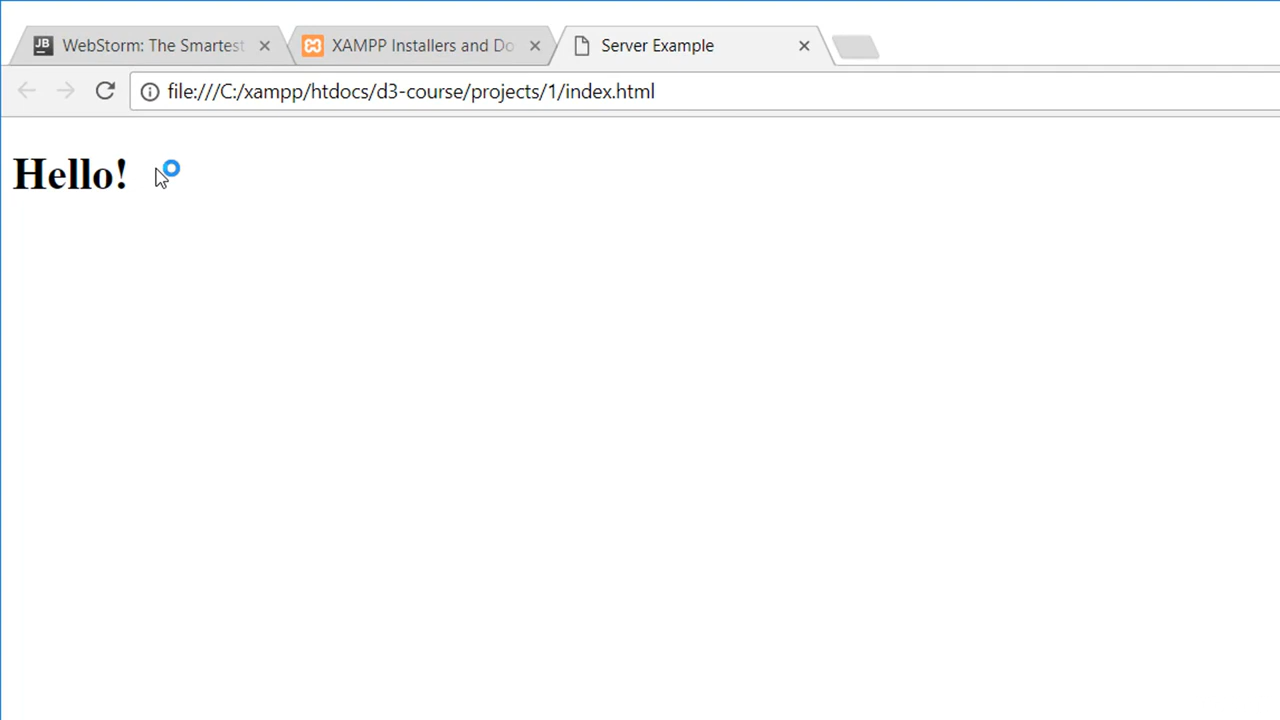 JB WebStorm: The Smartest
XAMPP Installers and Do
Server Example
file:///C:/xampp/htdocs/d3-course/projects/1/index.html
Hello!